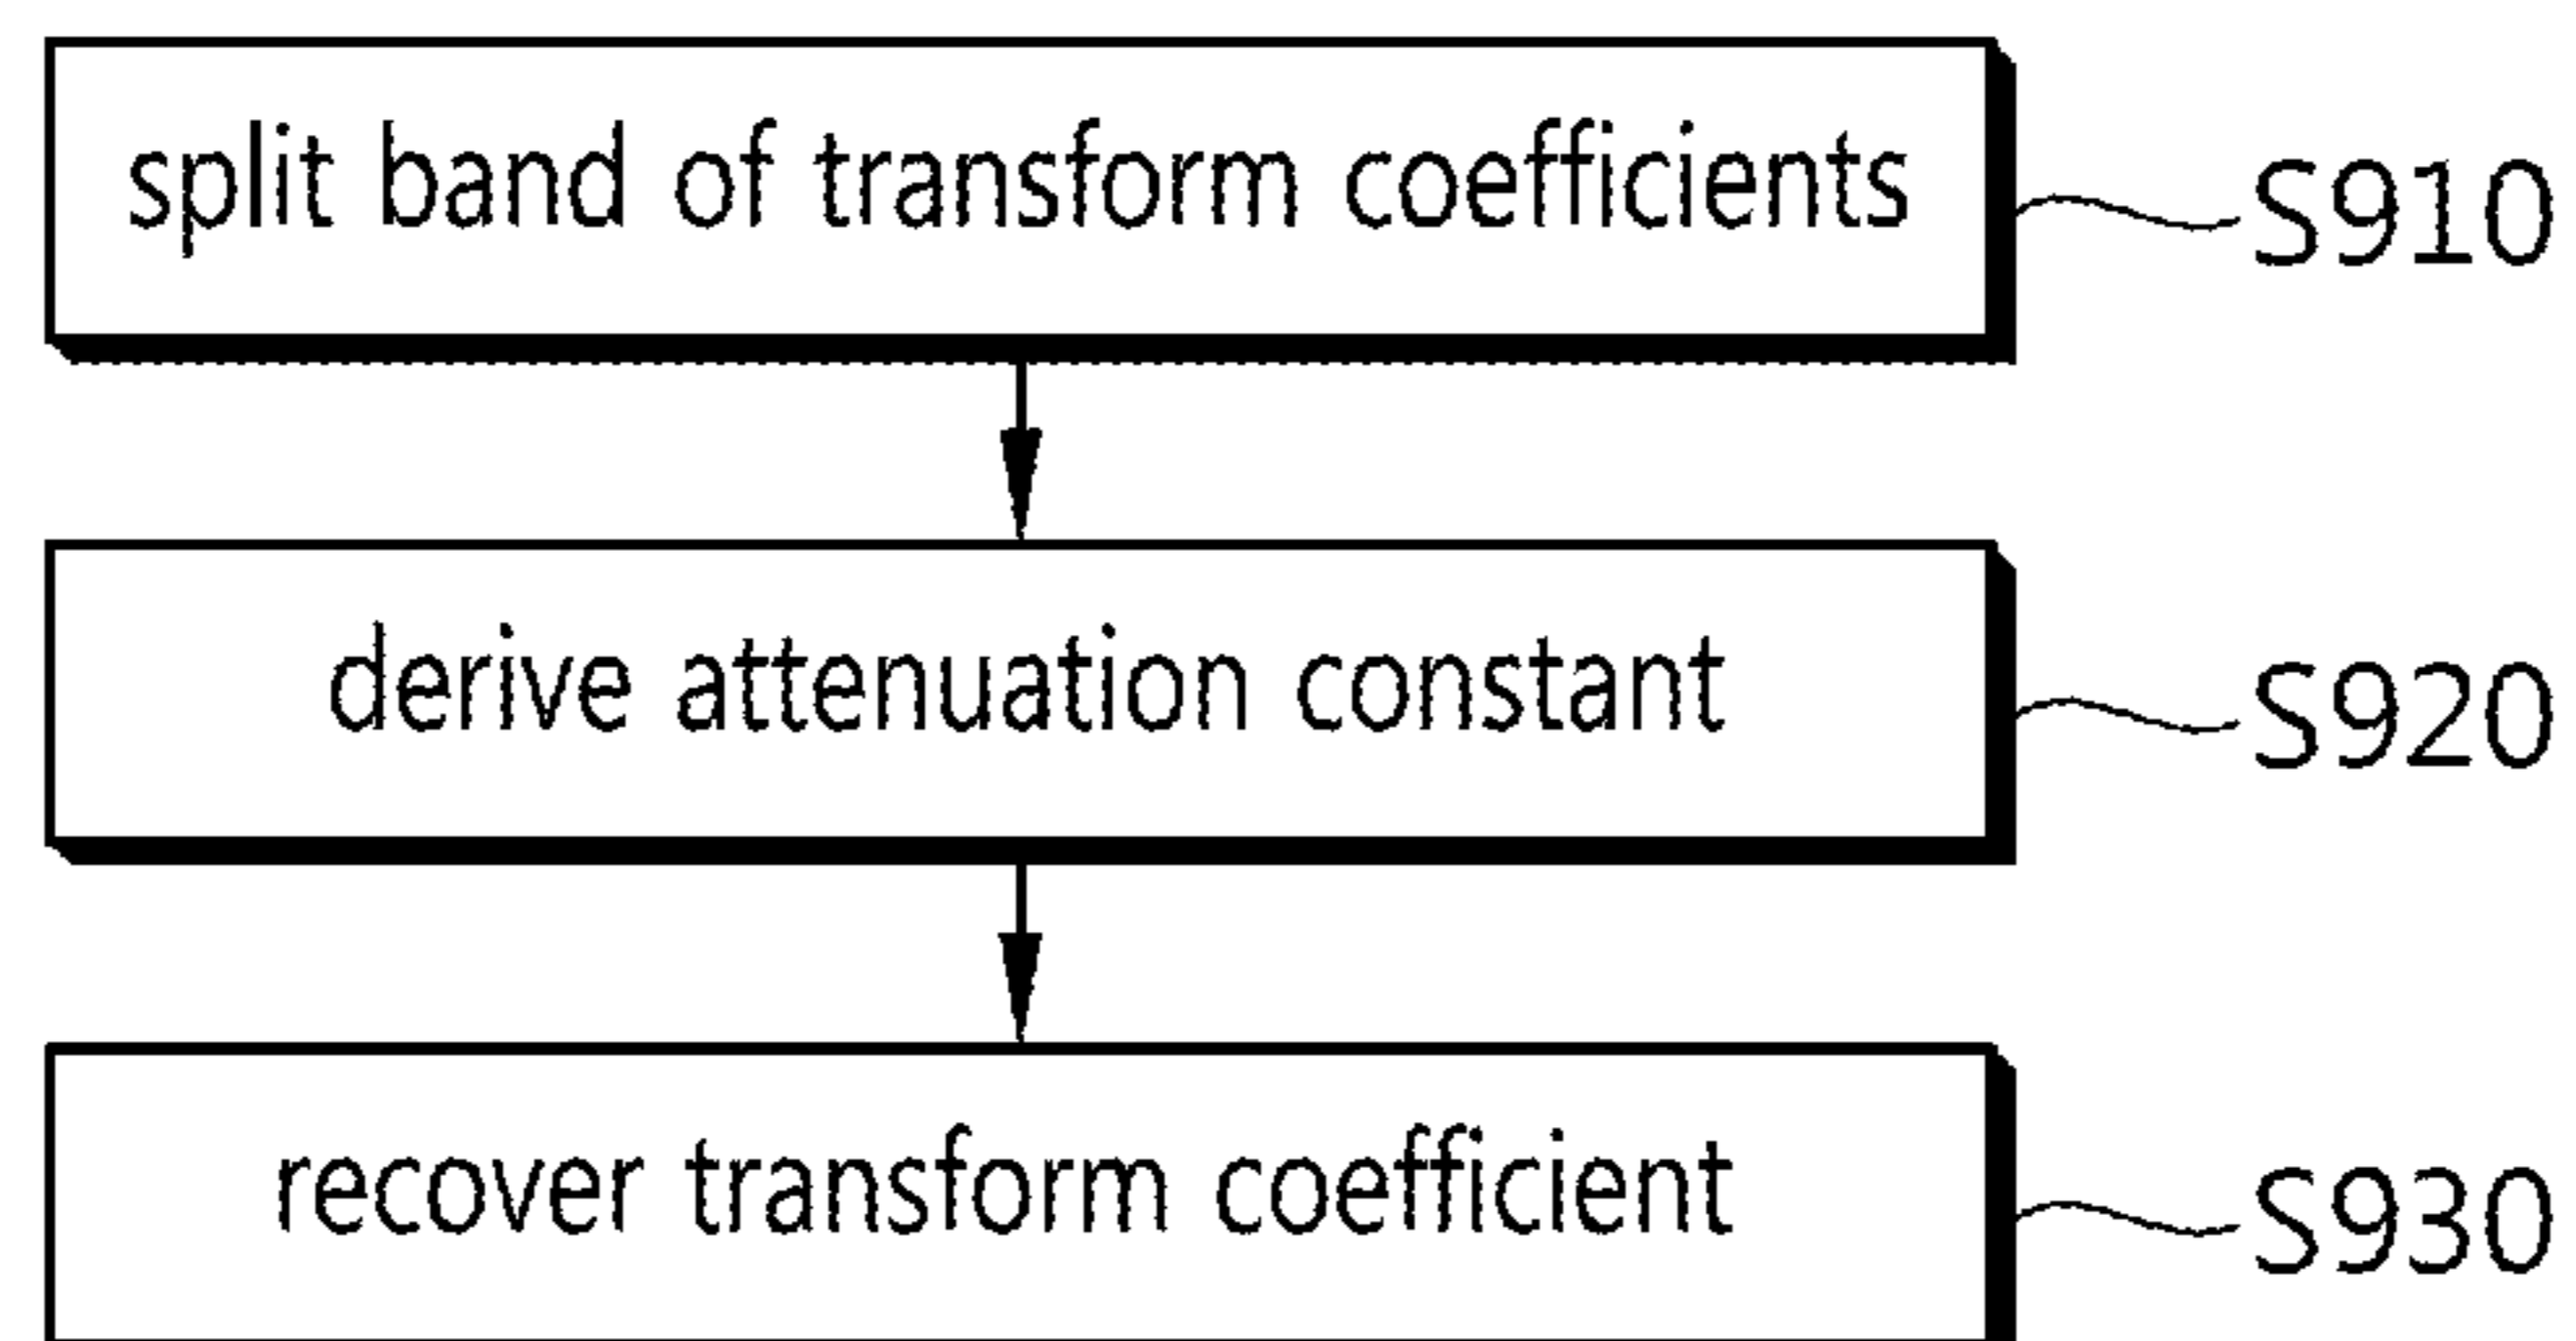 split band of transform coefficients
S910
derive attenuation constant
S920
recover transform coefficient
S930